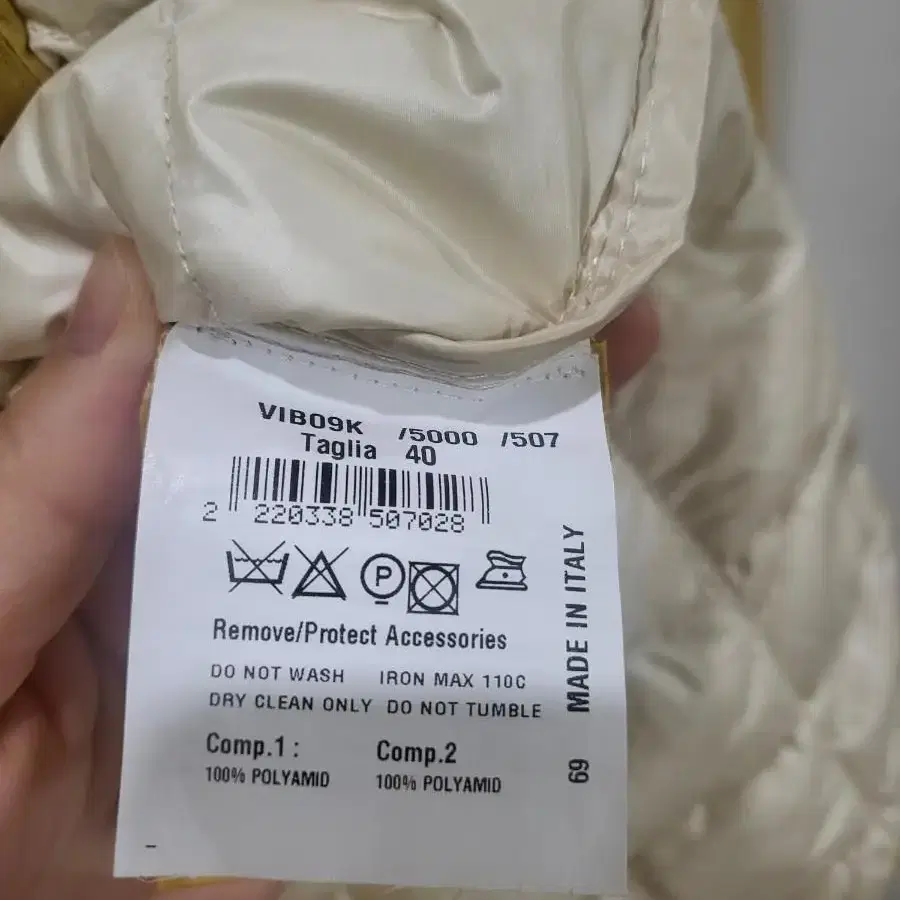 VIB09K /5000 /507
Taglia 40
2 220338 507028
P
Remove/Protect Accessories
DO NOT WASH IRON MAX 110C
DRY CLEAN ONLY DO NOT TUMBLE
Comp.1 : Comp.2
100% POLYAMID 100% POLYAMID
MADE IN ITALY
69